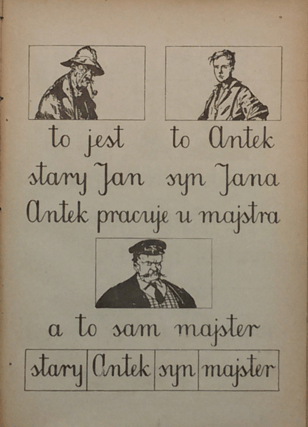 to jest to Antek
stary Jan syn Jana
Antek pracuje u majstra
a to sam majster
stary Antek syn majster